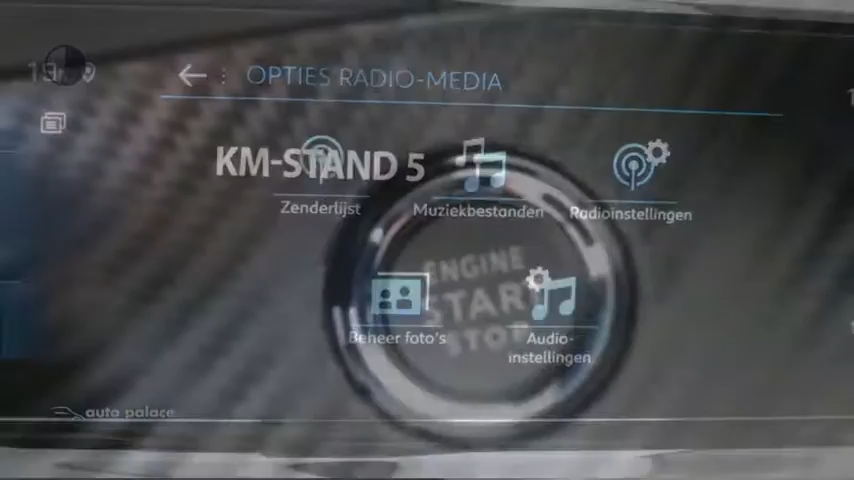 OPTIES RADIO-MEDIA
KM-STAND 5
Zenderlijst
Muziekbestanden
Radioinstellingen
ENGINE
START
STOP
Beheer foto's
Audio-
instellingen
auto palace